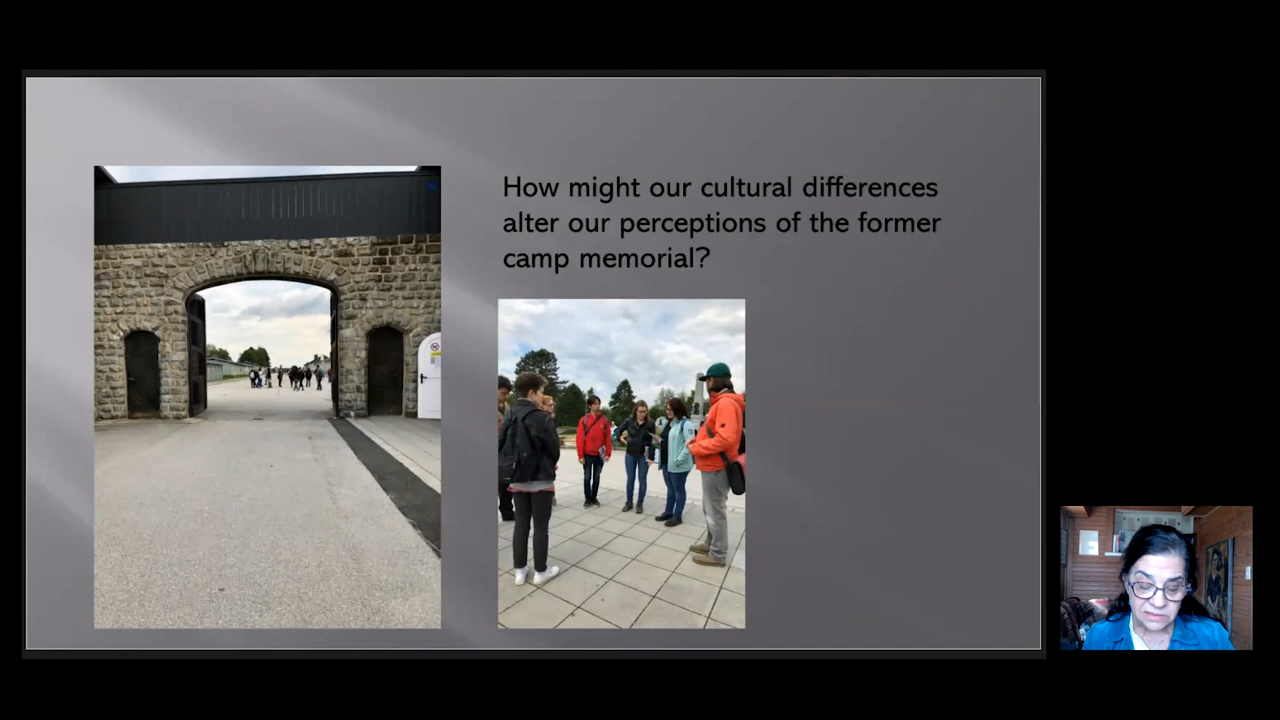 How might our cultural differences
alter our perceptions of the former
camp memorial?